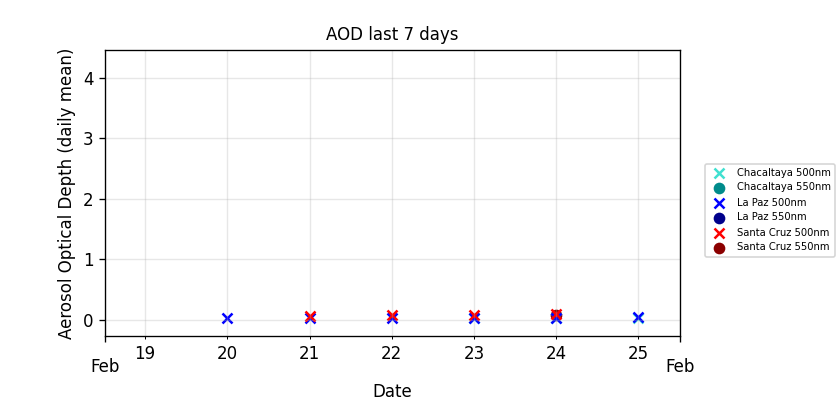 AOD last 7 days
Aerosol Optical Depth (daily mean)
4
3
2
1
0
19 20 21 22 23 24 25
Feb Feb
Date
Chacaltaya 500nm
Chacaltaya 550nm
La Paz 500nm
La Paz 550nm
Santa Cruz 500nm
Santa Cruz 550nm